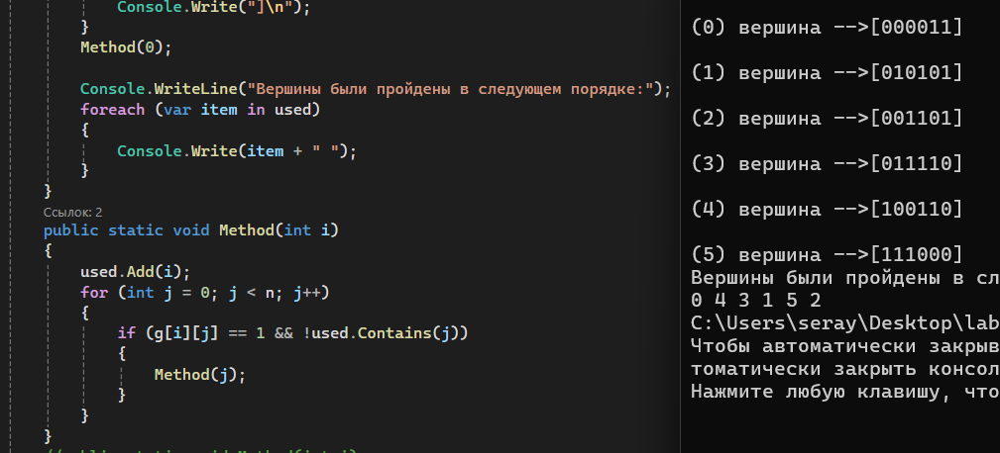 Console.Write("]\n");
}
Method(0);
Console.WriteLine("Вершины были пройдены в следующем порядке:");
foreach (var item in used)
{
Console.Write(item + " ");
}
}
Ссылок: 2
public static void Method(int i)
{
used.Add(i);
for (int j = 0; j < n; j++)
{
if (g[i][j] == 1 && !used.Contains(j))
{
Method(j);
}
}
}
(0) вершина -->[000011]
(1) вершина -->[010101]
(2) вершина -->[001101]
(3) вершина -->[011110]
(4) вершина -->[100110]
(5) вершина -->[111000]
Вершины были пройдены в сл
0 4 3 1 5 2
C:\Users\seray\Desktop\lab
Чтобы автоматически закрыв
томатически закрыть консол
Нажмите любую клавишу, что